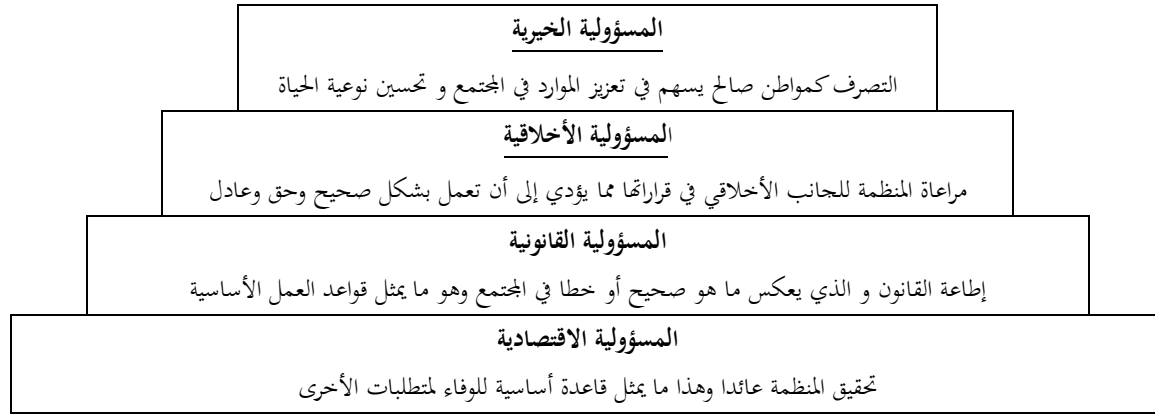 المسؤولية الخيرية
التصرف كمواطن صالح يسهم في تعزيز الموارد في المجتمع و تحسين نوعية الحياة
المسؤولية الأخلاقية
مراعاة المنظمة للجانب الأخلاقي في قراراتها مما يؤدي إلى أن تعمل بشكل صحيح وحق وعادل
المسؤولية القانونية
إطاعة القانون و الذي يعكس ما هو صحيح أو خطا في المجتمع وهو ما يمثل قواعد العمل الأساسية
المسؤولية الاقتصادية
تحقيق المنظمة عائدا وهذا ما يمثل قاعدة أساسية للوفاء لمتطلبات الأخرى